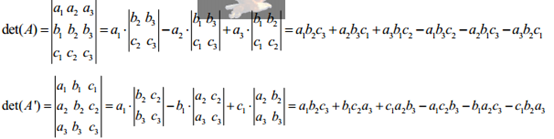 det(A) = |a₁ a₂ a₃; b₁ b₂ b₃; c₁ c₂ c₃| = a₁·|b₂ b₃; c₂ c₃| − a₂·|b₁ b₃; c₁ c₃| + a₃·|b₁ b₂; c₁ c₂| = a₁b₂c₃ + a₂b₃c₁ + a₃b₁c₂ − a₁b₃c₂ − a₂b₁c₃ − a₃b₂c₁
det(A') = |a₁ b₁ c₁; a₂ b₂ c₂; a₃ b₃ c₃| = a₁·|b₂ c₂; b₃ c₃| − b₁·|a₂ c₂; a₃ c₃| + c₁·|a₂ b₂; a₃ b₃| = a₁b₂c₃ + b₁c₂a₃ + c₁a₂b₃ − a₁c₂b₃ − b₁a₂c₃ − c₁b₂a₃